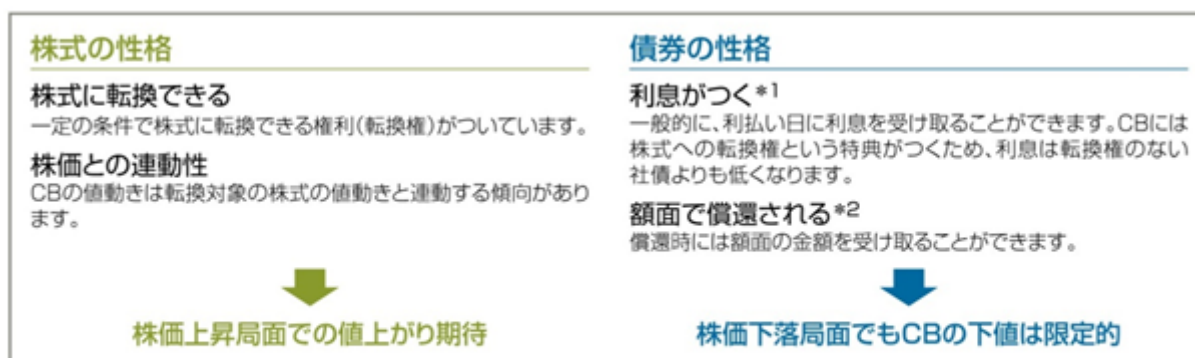 株式の性格
株式に転換できる
一定の条件で株式に転換できる権利(転換権)がついています。
株価との連動性
CBの値動きは転換対象の株式の値動きと連動する傾向があり
ます。
株価上昇局面での値上がり期待
債券の性格
利息がつく*1
一般的に、利払い日に利息を受け取ることができます。CBには
株式への転換権という特典がつくため、利息は転換権のない
社債よりも低くなります。
額面で償還される*2
償還時には額面の金額を受け取ることができます。
株価下落局面でもCBの下値は限定的